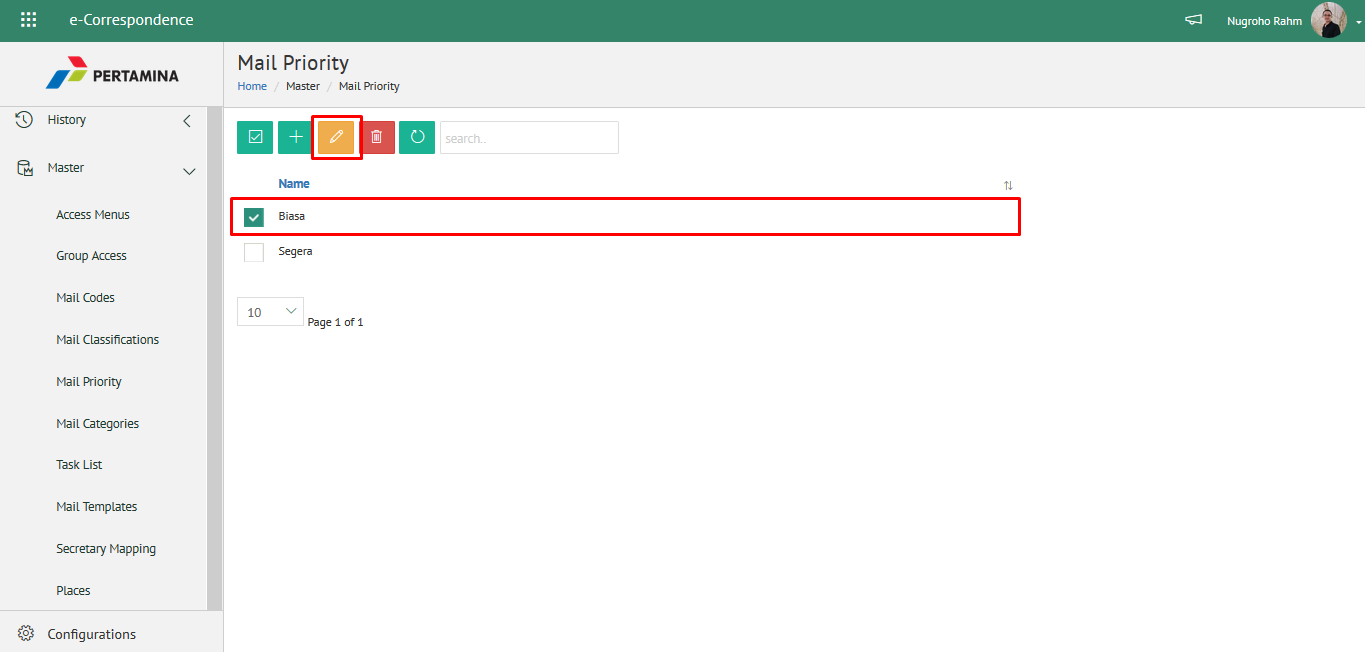 e-Correspondence
Nugroho Rahm
PERTAMINA
Mail Priority
Home / Master / Mail Priority
History
Master
Access Menus
Group Access
Mail Codes
Mail Classifications
Mail Priority
Mail Categories
Task List
Mail Templates
Secretary Mapping
Places
Configurations
search..
Name
Biasa
Segera
10
Page 1 of 1